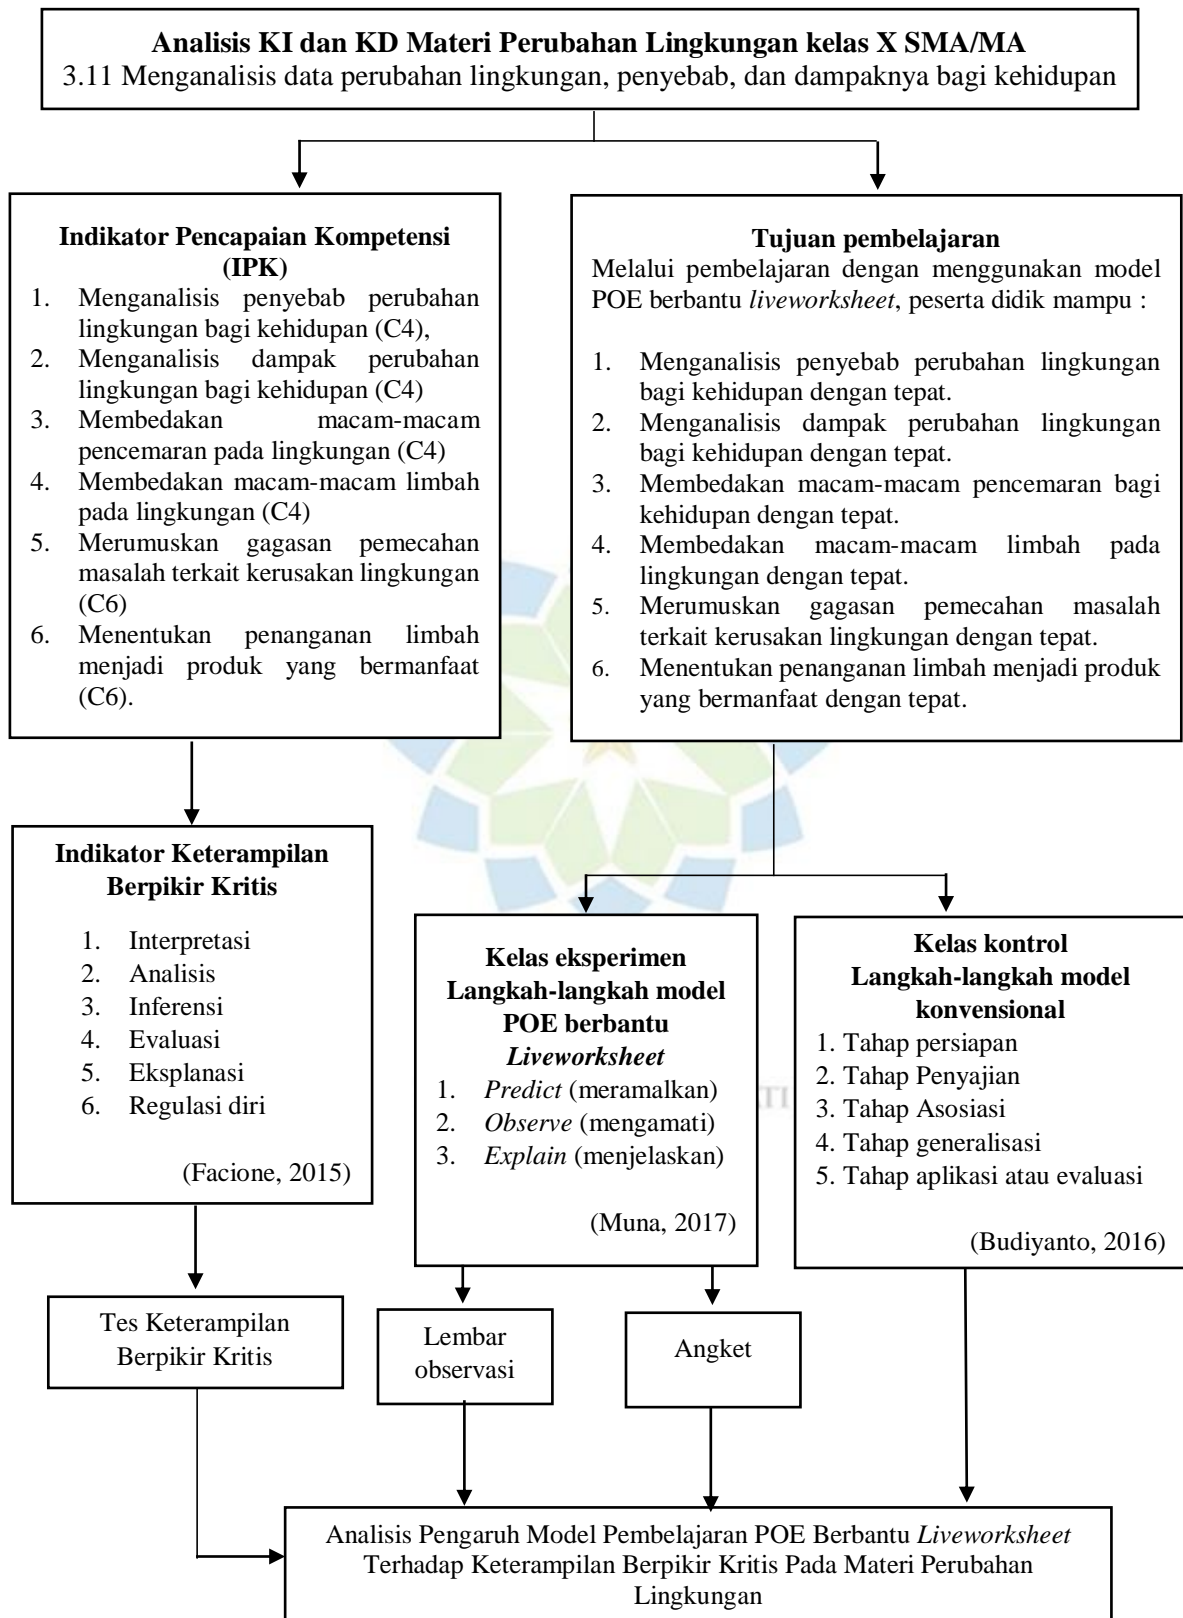 Analisis KI dan KD Materi Perubahan Lingkungan kelas X SMA/MA
3.11 Menganalisis data perubahan lingkungan, penyebab, dan dampaknya bagi kehidupan
Indikator Pencapaian Kompetensi
(IPK)
1. Menganalisis penyebab perubahan
lingkungan bagi kehidupan (C4),
2. Menganalisis dampak perubahan
lingkungan bagi kehidupan (C4)
3. Membedakan macam-macam
pencemaran pada lingkungan (C4)
4. Membedakan macam-macam limbah
pada lingkungan (C4)
5. Merumuskan gagasan pemecahan
masalah terkait kerusakan lingkungan
(C6)
6. Menentukan penanganan limbah
menjadi produk yang bermanfaat
(C6).
Tujuan pembelajaran
Melalui pembelajaran dengan menggunakan model
POE berbantu liveworksheet, peserta didik mampu :
1. Menganalisis penyebab perubahan lingkungan
bagi kehidupan dengan tepat.
2. Menganalisis dampak perubahan lingkungan
bagi kehidupan dengan tepat.
3. Membedakan macam-macam pencemaran bagi
kehidupan dengan tepat.
4. Membedakan macam-macam limbah pada
lingkungan dengan tepat.
5. Merumuskan gagasan pemecahan masalah
terkait kerusakan lingkungan dengan tepat.
6. Menentukan penanganan limbah menjadi produk
yang bermanfaat dengan tepat.
Indikator Keterampilan
Berpikir Kritis
1. Interpretasi
2. Analisis
3. Inferensi
4. Evaluasi
5. Eksplanasi
6. Regulasi diri
(Facione, 2015)
Kelas eksperimen
Langkah-langkah model
POE berbantu
Liveworksheet
1. Predict (meramalkan)
2. Observe (mengamati)
3. Explain (menjelaskan)
(Muna, 2017)
Kelas kontrol
Langkah-langkah model
konvensional
1. Tahap persiapan
2. Tahap Penyajian
3. Tahap Asosiasi
4. Tahap generalisasi
5. Tahap aplikasi atau evaluasi
(Budiyanto, 2016)
Tes Keterampilan
Berpikir Kritis
Lembar
observasi
Angket
Analisis Pengaruh Model Pembelajaran POE Berbantu Liveworksheet
Terhadap Keterampilan Berpikir Kritis Pada Materi Perubahan
Lingkungan